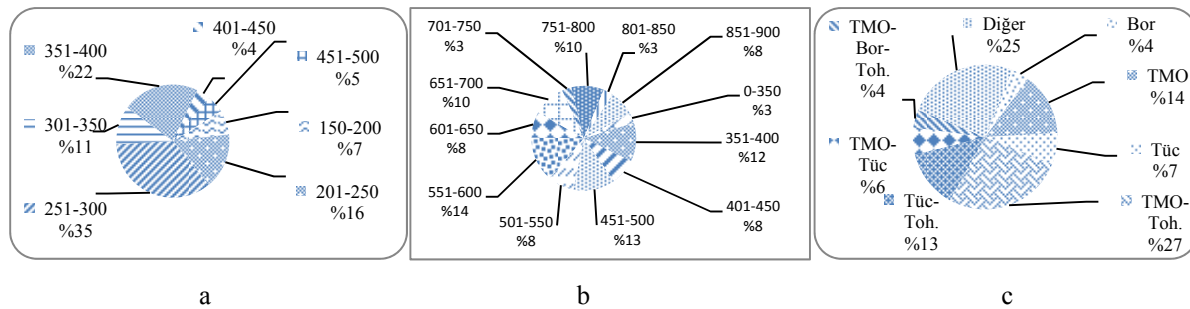 401-450
%4
351-400
%22
451-500
%5
301-350
%11
150-200
%7
251-300
%35
201-250
%16
701-750
%3
751-800
%10
801-850
%3
851-900
%8
651-700
%10
0-350
%3
601-650
%8
351-400
%12
551-600
%14
501-550
%8
451-500
%13
401-450
%8
TMO-
Bor-
Toh.
%4
Diğer
%25
Bor
%4
TMO
%14
TMO-
Tüc
%6
Tüc
%7
Tüc-
Toh.
%13
TMO-
Toh.
%27
a
b
c